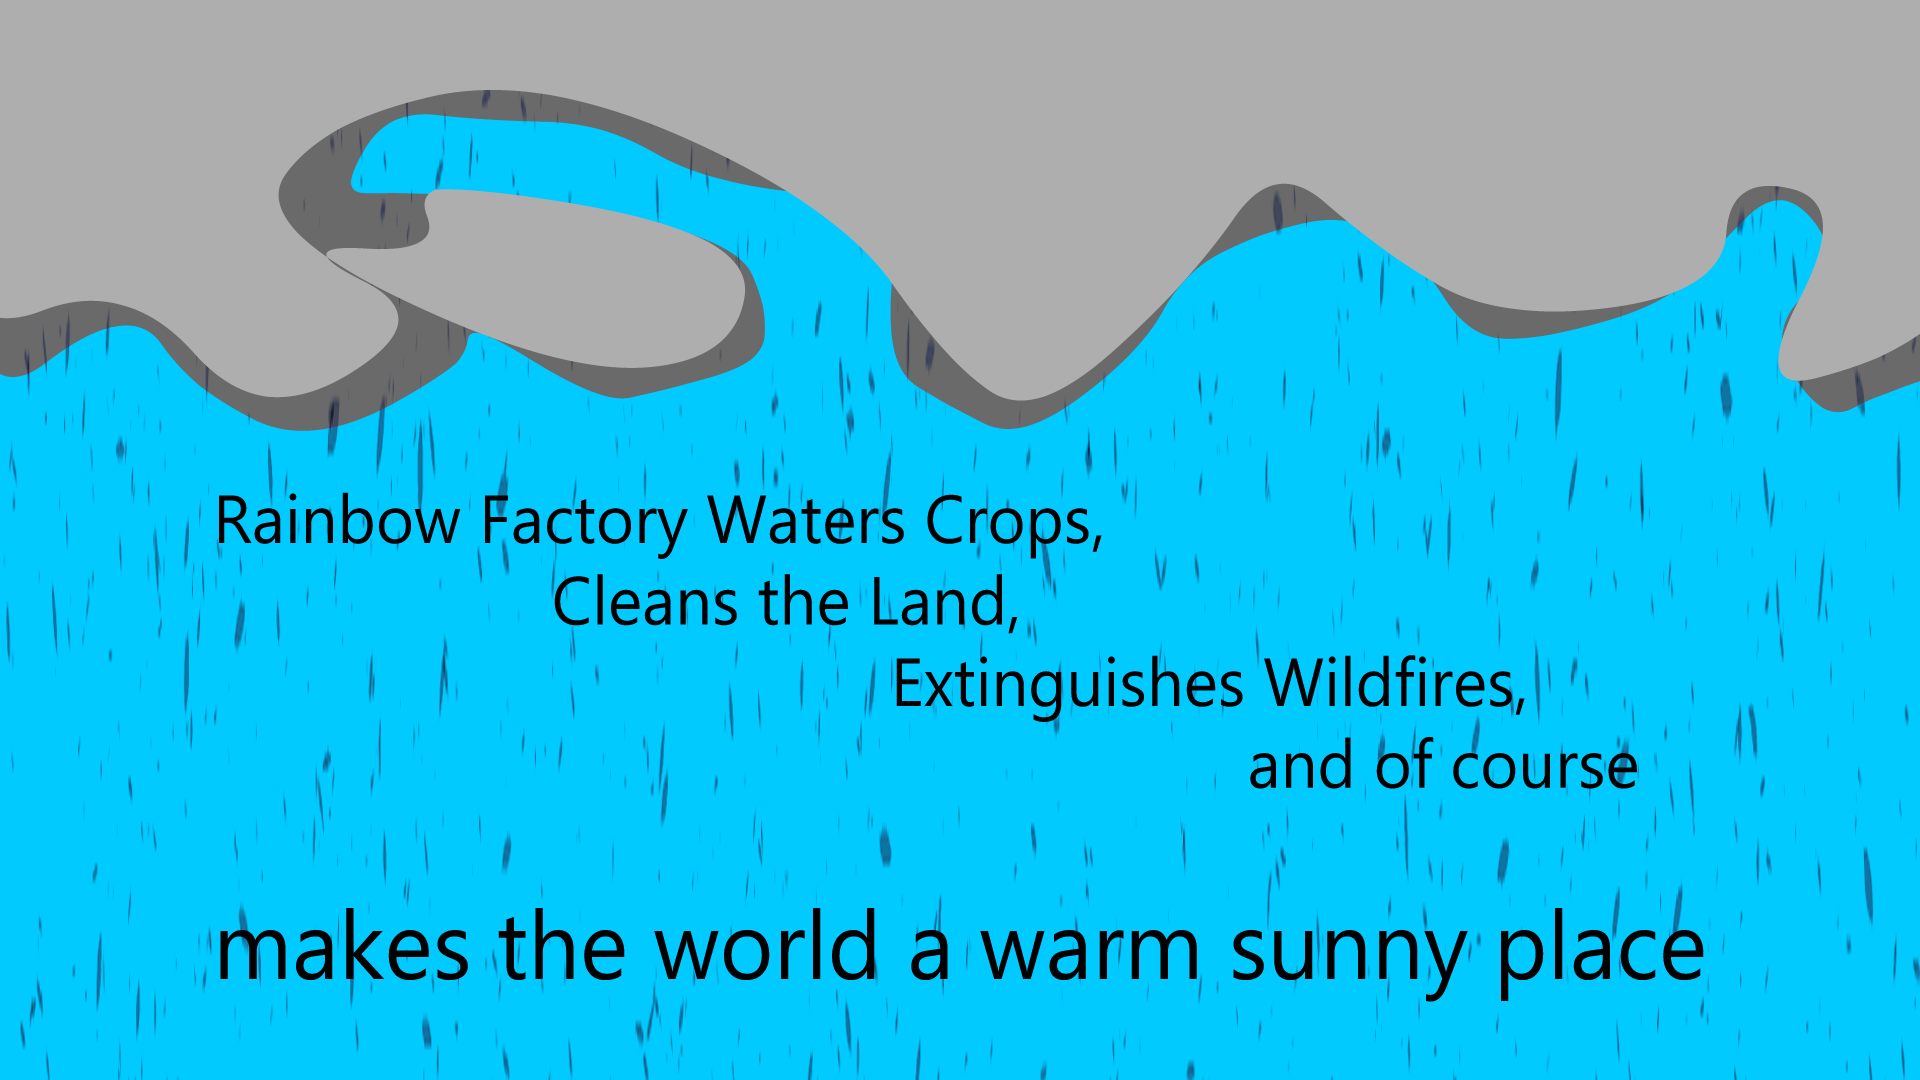 Rainbow Factory Waters Crops,
Cleans the Land,
Extinguishes Wildfires,
and of course
makes the world a warm sunny place